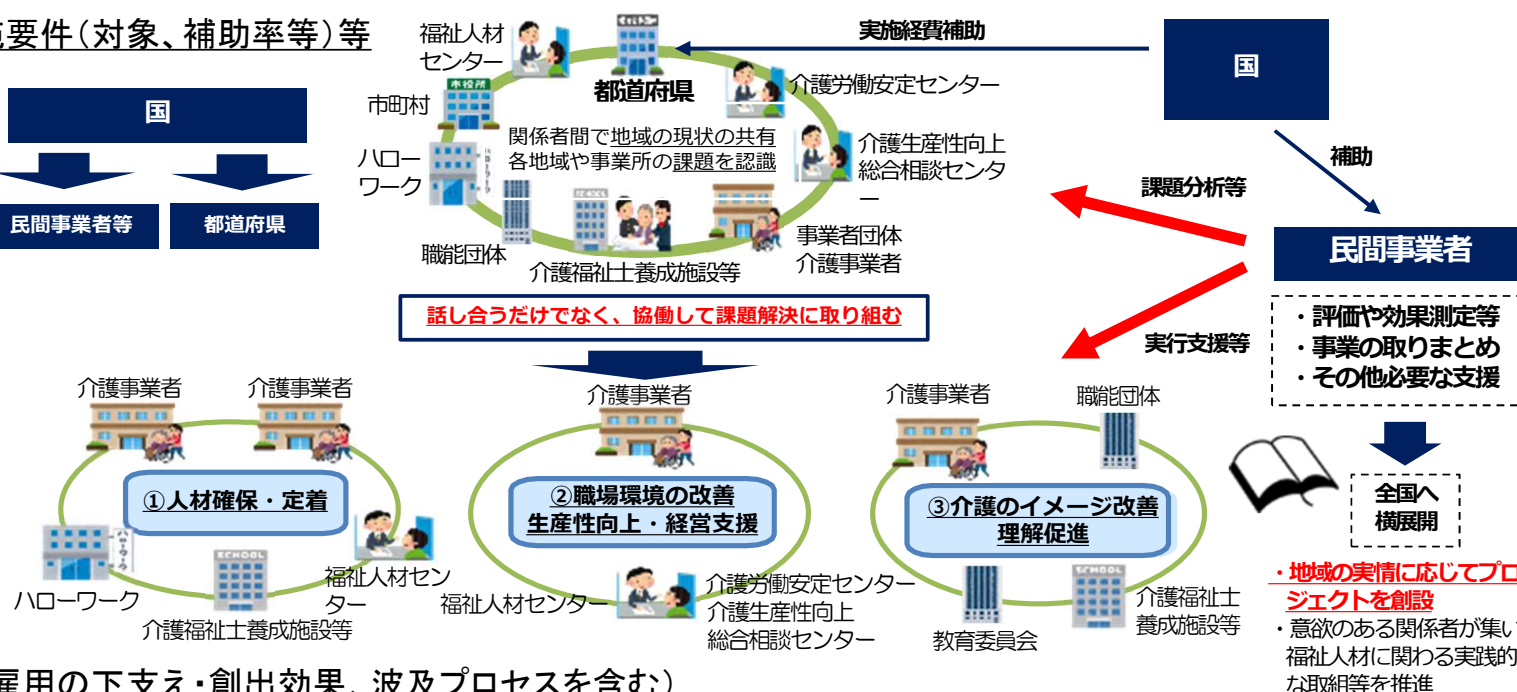 施要件(対象、補助率等)等
国
民間事業者等
都道府県
福祉人材
センター
都道府県
市役所
市町村
ハロー
ワーク
職能団体
介護福祉士養成施設等
事業者団体
介護事業者
介護生産性向上
総合相談センタ
ー
介護労働安定センター
関係者間で地域の現状の共有
各地域や事業所の課題を認識
SCHOOL
実施経費補助
国
補助
課題分析等
民間事業者
実行支援等
・評価や効果測定等
・事業の取りまとめ
・その他必要な支援
全国へ
横展開
・地域の実情に応じてプロ
ジェクトを創設
・意欲のある関係者が集い
福祉人材に関わる実践的
な取組等を推進
話し合うだけでなく、協働して課題解決に取り組む
介護事業者
介護事業者
①人材確保・定着
ハローワーク
ハローワーク
SCHOOL
介護福祉士養成施設等
福祉人材セン
ター
介護事業者
②職場環境の改善
生産性向上・経営支援
福祉人材センター
介護労働安定センター
介護生産性向上
総合相談センター
介護事業者
職能団体
③介護のイメージ改善
理解促進
教育委員会
SCHOOL
介護福祉士
養成施設等
雇用の下支え・創出効果、波及プロセスを含む)